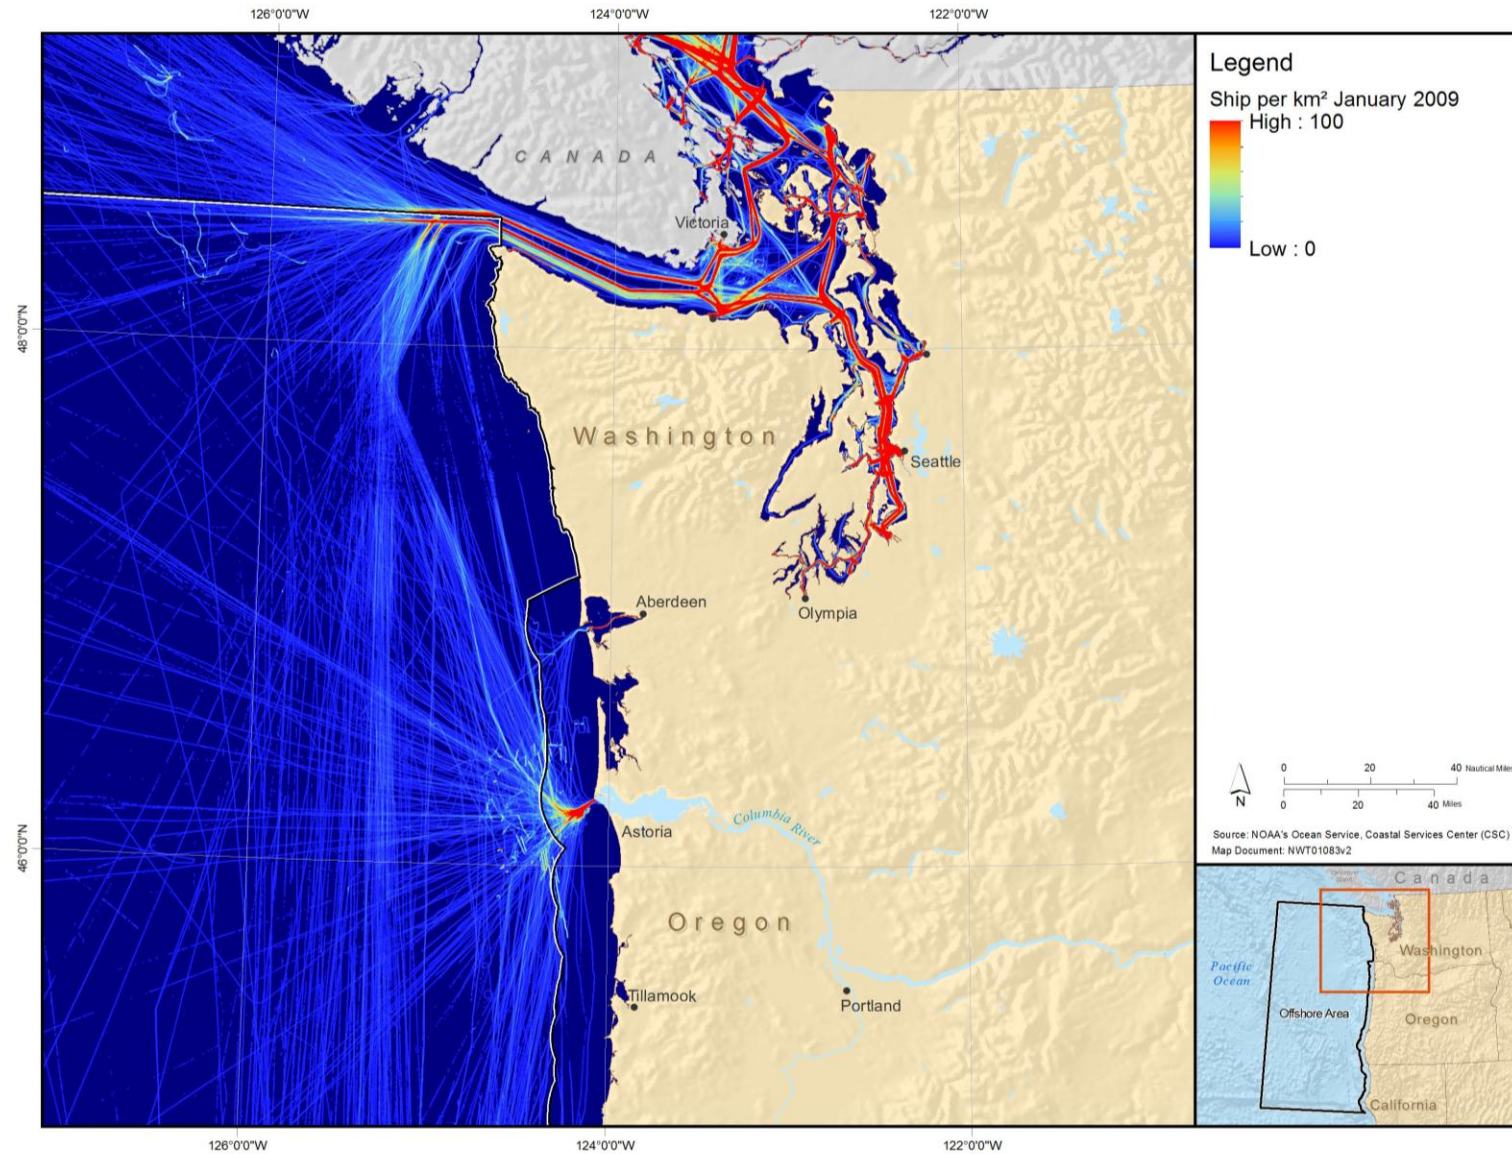 126°0'0"W
124°0'0"W
122°0'0"W
48°0'0"N
46°0'0"N
CANADA
Victoria
Washington
Seattle
Aberdeen
Olympia
Astoria
Columbia River
Oregon
Tillamook
Portland
126°0'0"W
124°0'0"W
122°0'0"W
Legend
Ship per km² January 2009
High : 100
Low : 0
N
0 20 40 Nautical Miles
0 20 40 Miles
Source: NOAA's Ocean Service, Coastal Services Center (CSC)
Map Document: NWT01083v2
Canada
Washington
Pacific
Ocean
Offshore Area
Oregon
California